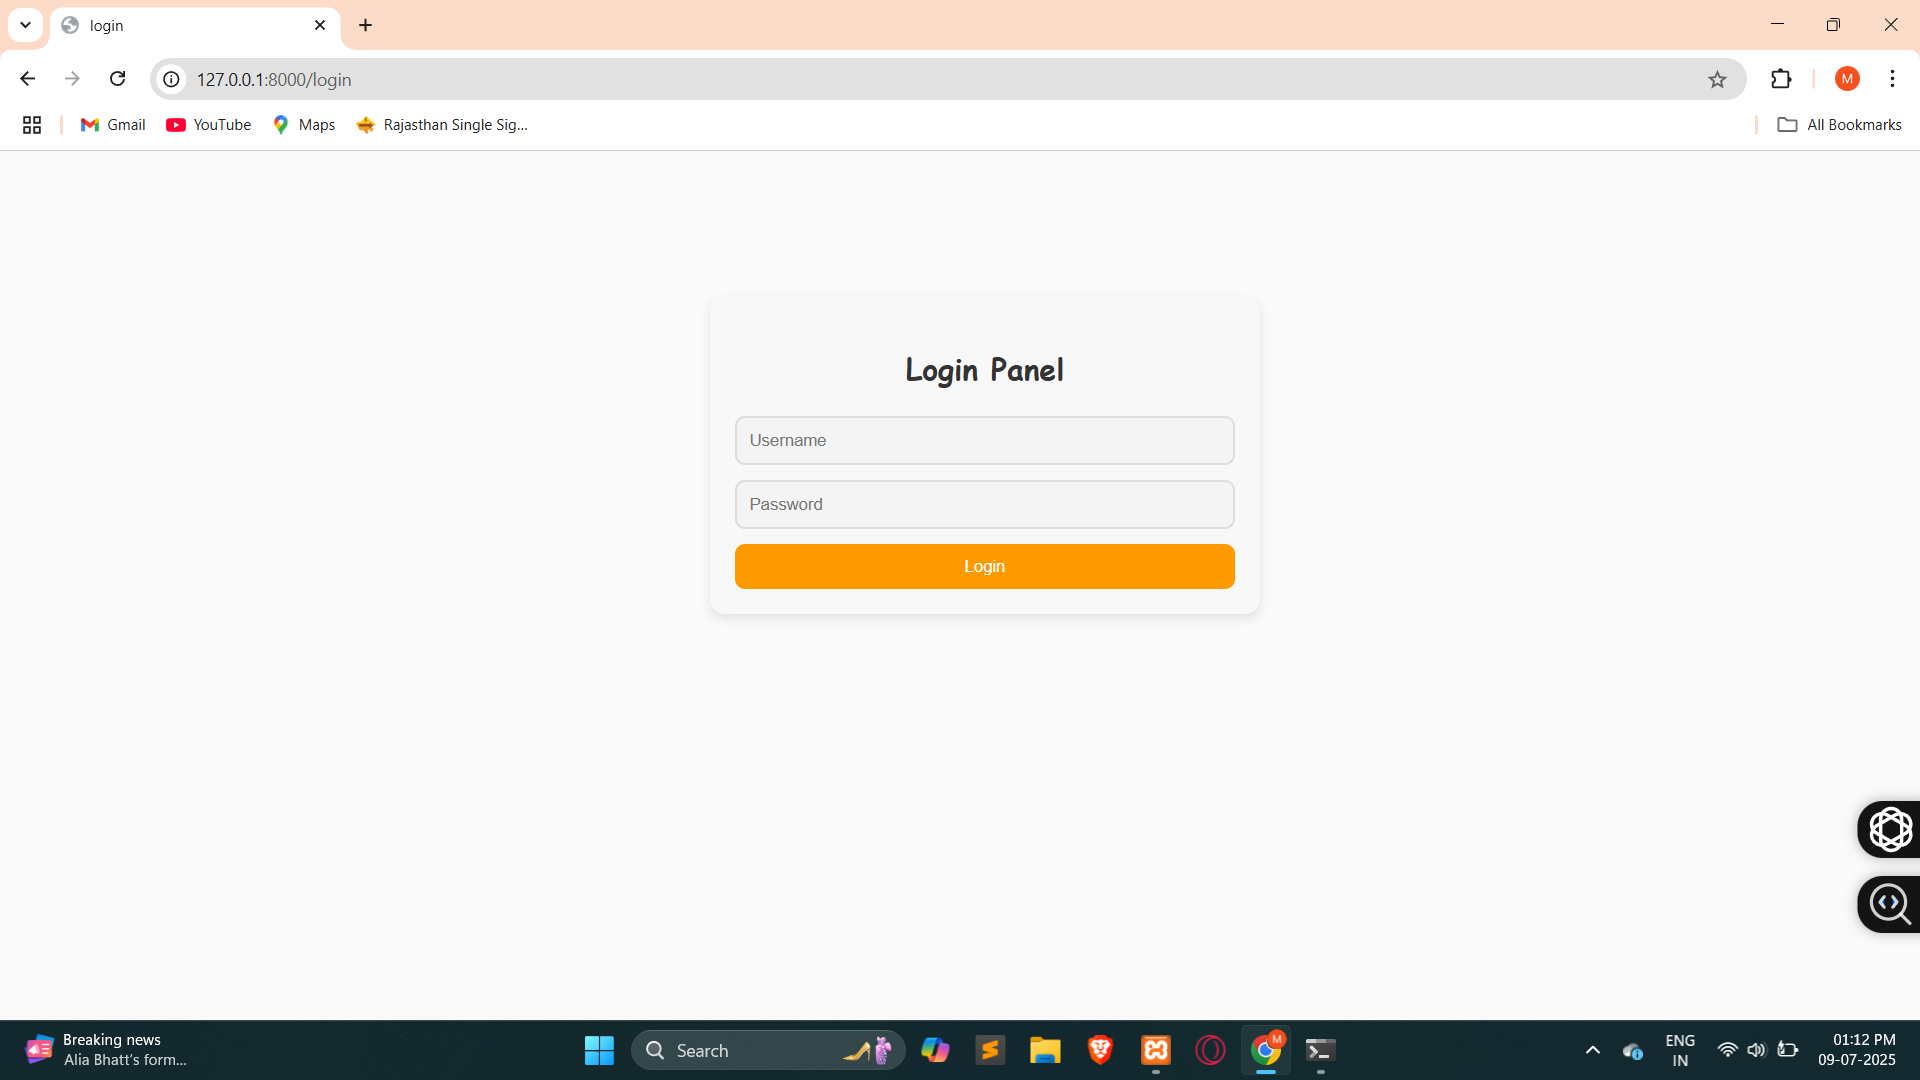 login
127.0.0.1:8000/login
M
Gmail
YouTube
Maps
Rajasthan Single Sig...
All Bookmarks
Login Panel
Username
Password
Login
Breaking news
Alia Bhatt's form...
Search
M
ENG
IN
01:12 PM
09-07-2025